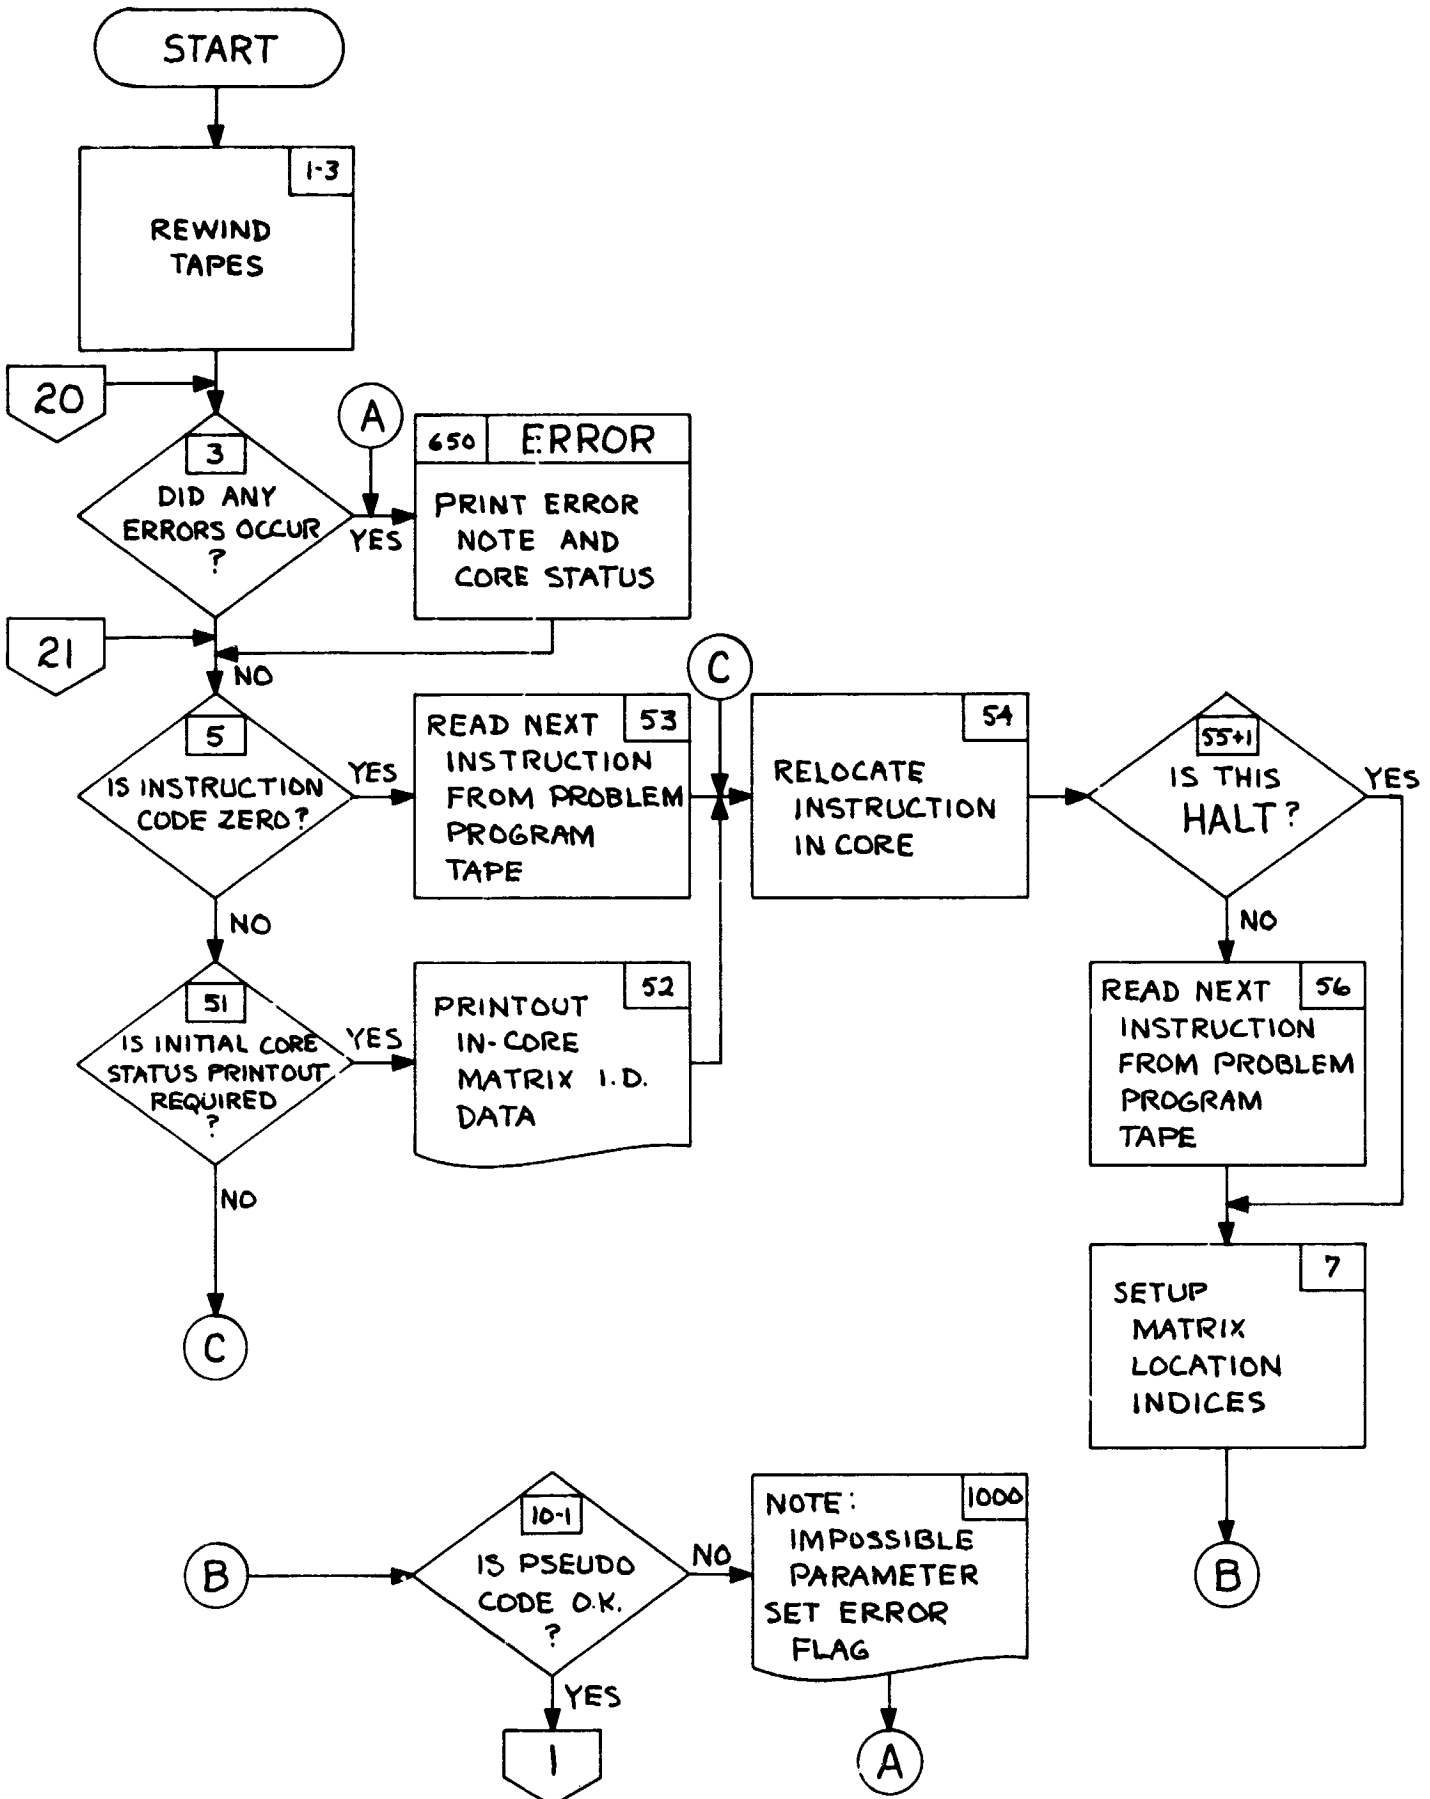 START
1-3
REWIND
TAPES
20
3
DID ANY
ERRORS OCCUR
?
YES
A
650 ERROR
PRINT ERROR
NOTE AND
CORE STATUS
21
NO
5
IS INSTRUCTION
CODE ZERO?
YES
53
READ NEXT
INSTRUCTION
FROM PROBLEM
PROGRAM
TAPE
C
54
RELOCATE
INSTRUCTION
IN CORE
55+1
IS THIS
HALT?
YES
NO
NO
51
IS INITIAL CORE
STATUS PRINTOUT
REQUIRED
?
YES
52
PRINTOUT
IN-CORE
MATRIX I.D.
DATA
56
READ NEXT
INSTRUCTION
FROM PROBLEM
PROGRAM
TAPE
NO
C
7
SETUP
MATRIX
LOCATION
INDICES
B
B
10-1
IS PSEUDO
CODE O.K.
?
NO
1000
NOTE:
IMPOSSIBLE
PARAMETER
SET ERROR
FLAG
YES
1
A